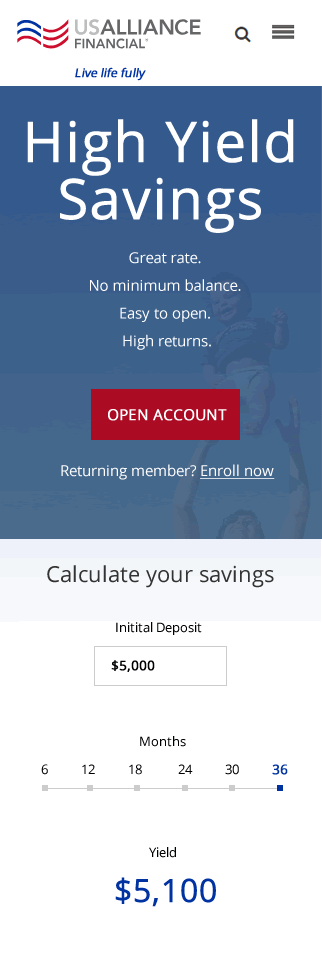 USALLIANCE
FINANCIAL
Live life fully
High Yield
Savings
Great rate.
No minimum balance.
Easy to open.
High returns.
OPEN ACCOUNT
Returning member? Enroll now
Calculate your savings
Initital Deposit
$5,000
Months
6 12 18 24 30 36
Yield
$5,100